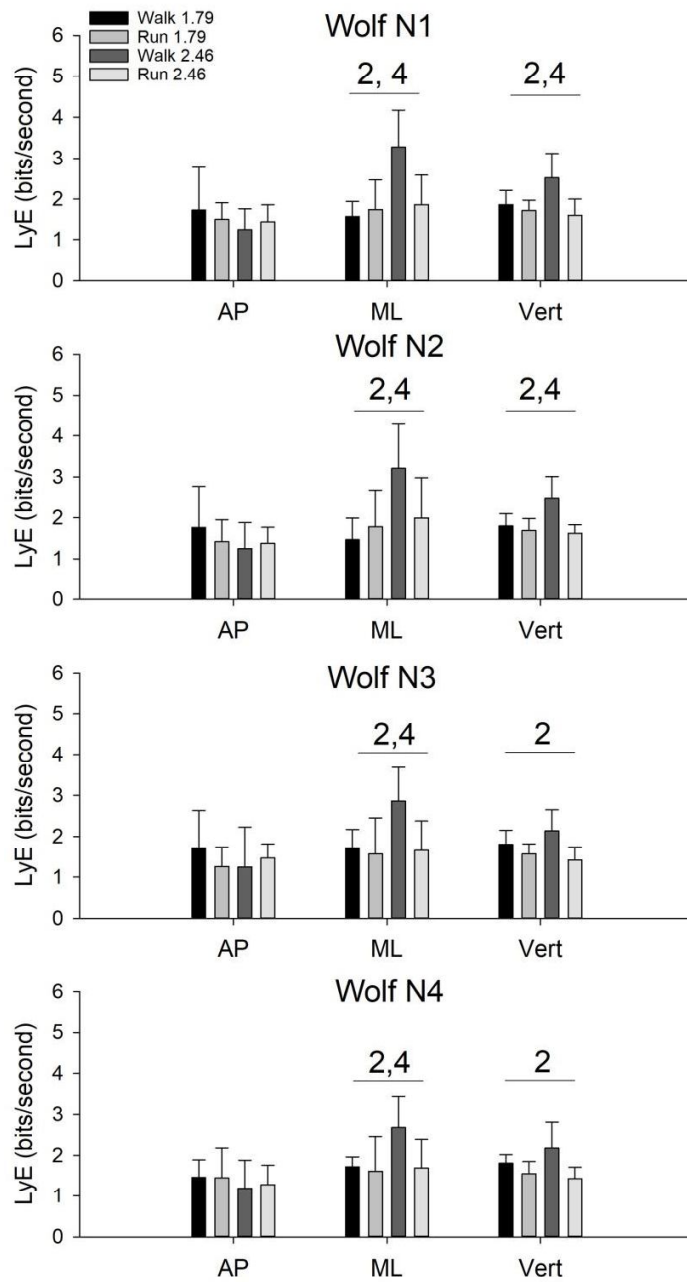 Walk 1.79
Run 1.79
Walk 2.46
Run 2.46
Wolf N1
LyE (bits/second)
6
5
4
3
2
1
0
2, 4
2,4
AP
ML
Vert
Wolf N2
LyE (bits/second)
6
5
4
3
2
1
0
2,4
2,4
AP
ML
Vert
Wolf N3
LyE (bits/second)
6
5
4
3
2
1
0
2,4
2
AP
ML
Vert
Wolf N4
LyE (bits/second)
6
5
4
3
2
1
0
2,4
2
AP
ML
Vert